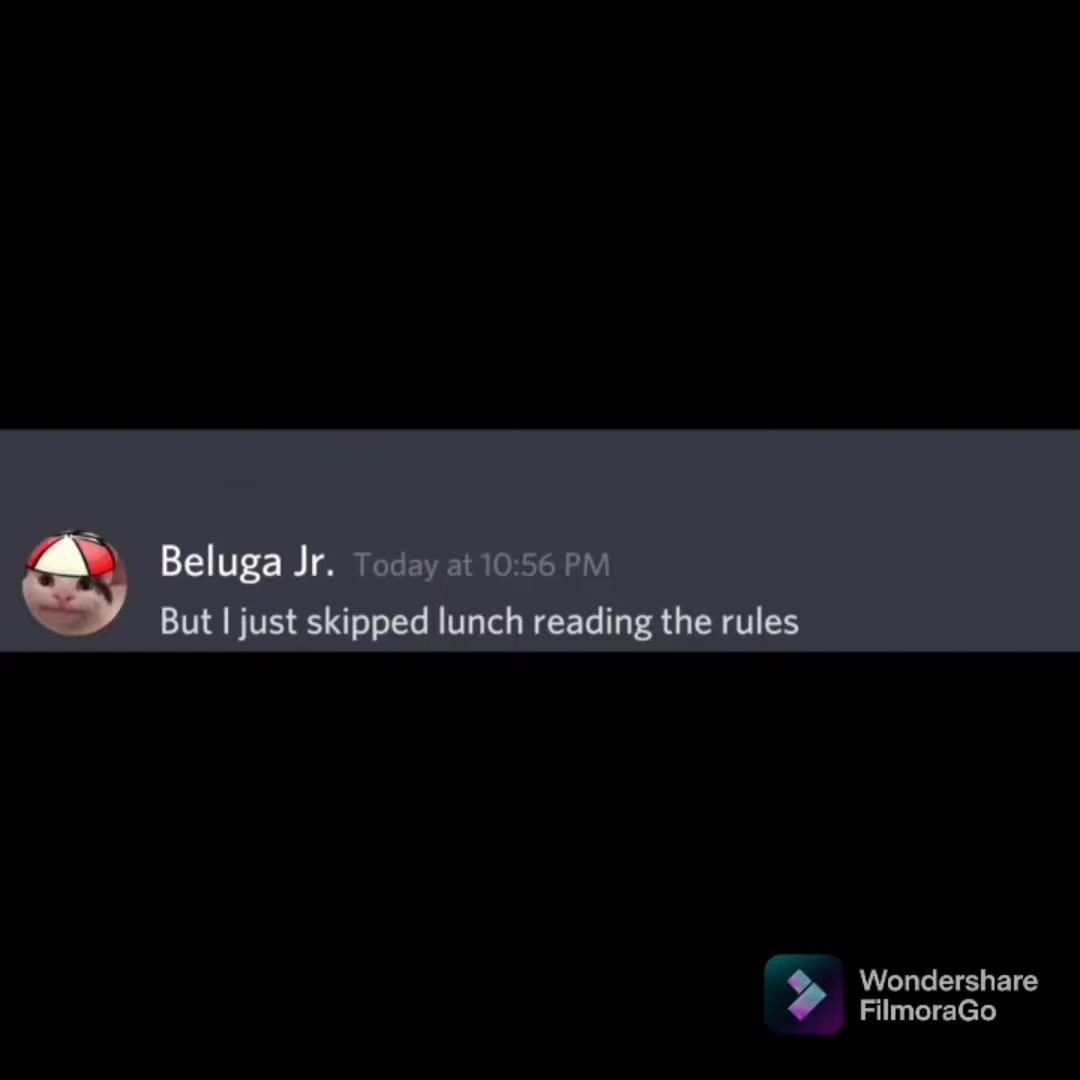 Beluga Jr. Today at 10:56 PM
But I just skipped lunch reading the rules
Wondershare
FilmoraGo